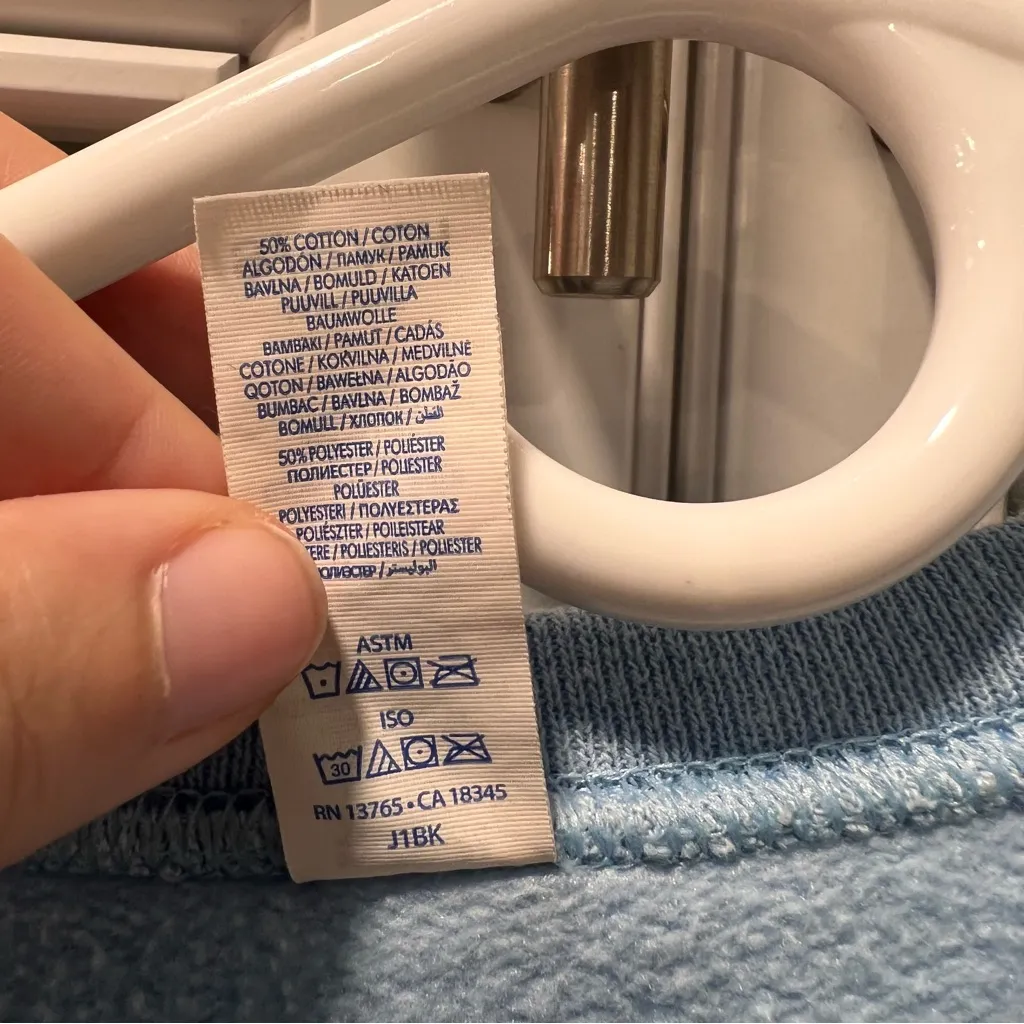 50% COTTON / COTON
ALGODÓN / ПАМУК / PAMUK
BAVLNA / BOMULD / KATOEN
PUUVILL / PUUVILLA
BAUMWOLLE
ΒΑΜΒΑΚΙ / PAMUT / CADÁS
COTONE / KOKVILNA / MEDVILNĖ
QOTON / BAWEŁNA / ALGODÃO
BUMBAC / BAVLNA / BOMBAŽ
BOMULL / ХЛОПОК / القطن
50% POLYESTER / POLIÉSTER
ПОЛИЕСТЕР / POLIESTER
POLÜESTER
POLYESTERI / ΠΟΛΥΕΣΤΕΡΑΣ
POLIÉSZTER / POILEISTEAR
/ POLIESTERIS / POLIESTER
/ البوليستر
ASTM
ISO
30
RN 13765 • CA 18345
J1BK